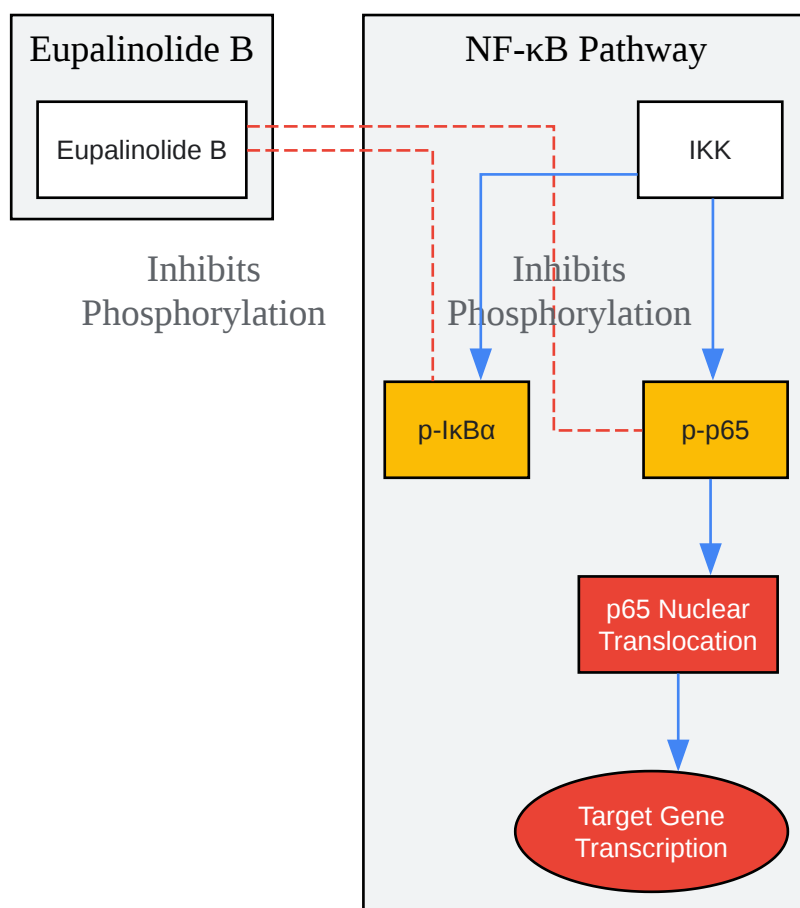 Eupalinolide B
NF-κB Pathway
Eupalinolide B
IKK
Inhibits
Phosphorylation
Inhibits
Phosphorylation
p-IκBα
p-p65
p65 Nuclear
Translocation
Target Gene
Transcription